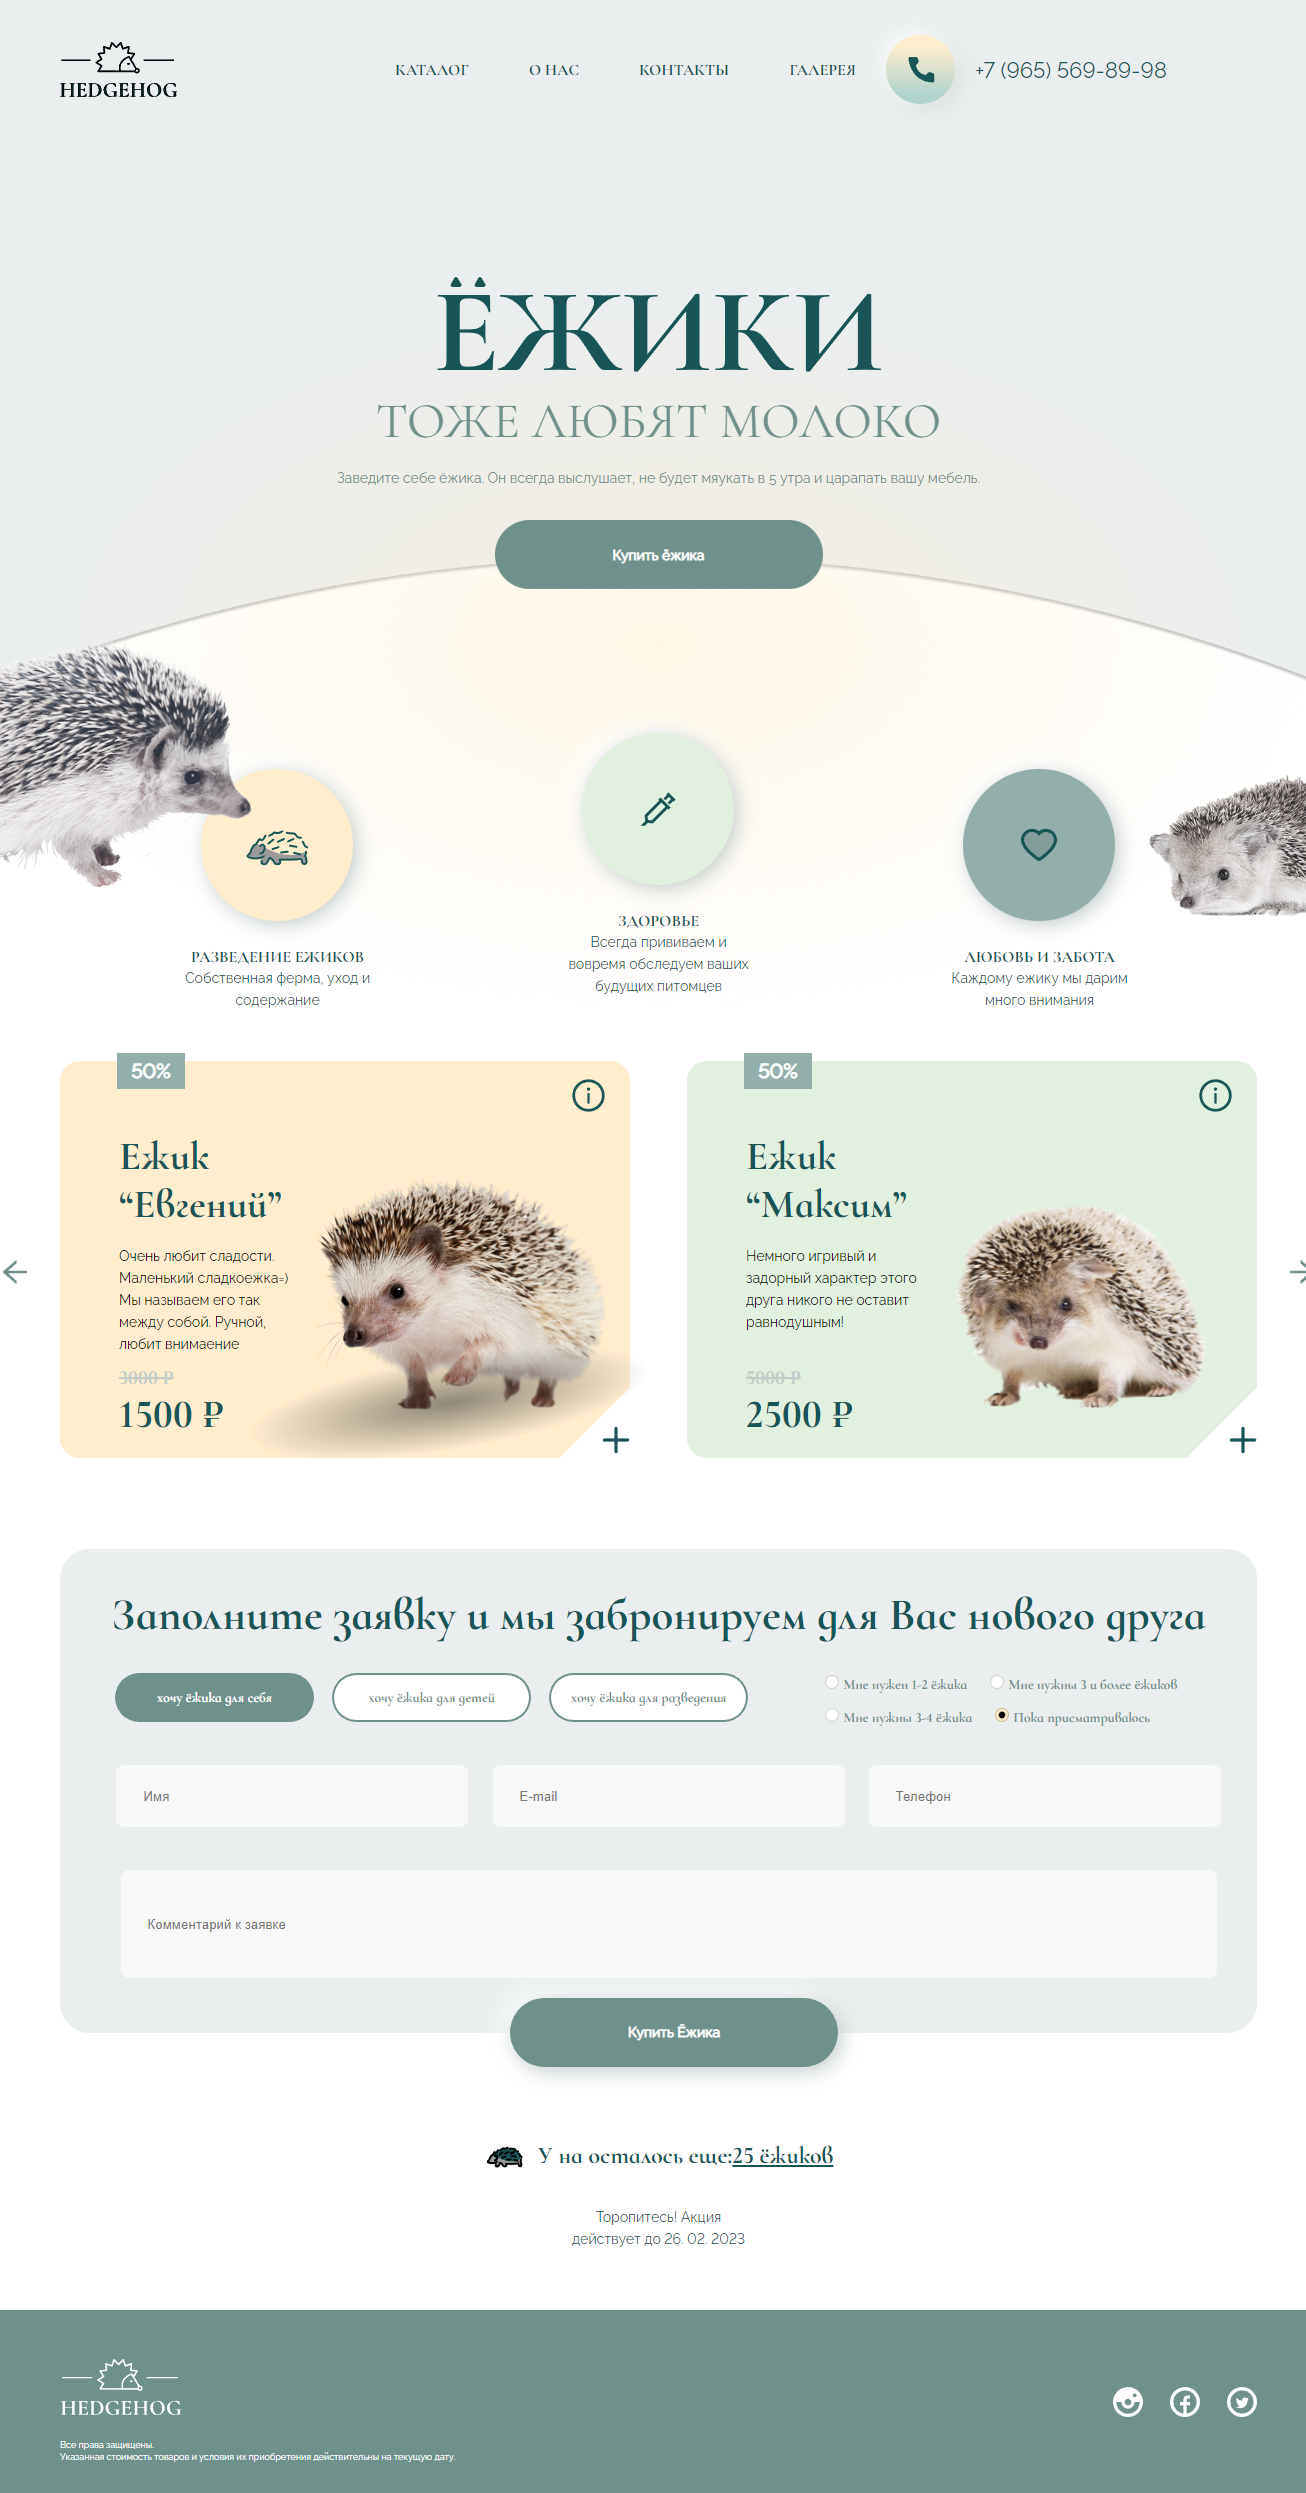 HEDGEHOG
КАТАЛОГ
О НАС
КОНТАКТЫ
ГАЛЕРЕЯ
+7 (965) 569-89-98
ЁЖИКИ
ТОЖЕ ЛЮБЯТ МОЛОКО
Заведите себе ёжика. Он всегда выслушает, не будет мяукать в 5 утра и царапать вашу мебель.
Купить ёжика
РАЗВЕДЕНИЕ ЕЖИКОВ
Собственная ферма, уход и
содержание
ЗДОРОВЬЕ
Всегда прививаем и
вовремя обследуем ваших
будущих питомцев
ЛЮБОВЬ И ЗАБОТА
Каждому ежику мы дарим
много внимания
50%
Ежик
“Евгений”
Очень любит сладости.
Маленький сладкоежка=)
Мы называем его так
между собой. Ручной,
любит внимаение
3000 ₽
1500 ₽
50%
Ежик
“Максим”
Немного игривый и
задорный характер этого
друга никого не оставит
равнодушным!
5000 ₽
2500 ₽
Заполните заявку и мы забронируем для Вас нового друга
хочу ёжика для себя
хочу ёжика для детей
хочу ёжика для разведения
Мне нужен 1-2 ёжика
Мне нужны 3 и более ёжиков
Мне нужны 3-4 ёжика
Пока присматриваюсь
Имя
E-mail
Телефон
Комментарий к заявке
Купить Ёжика
У на осталось еще:25 ёжиков
Торопитесь! Акция
действует до 26. 02. 2023
HEDGEHOG
Все права защищены.
Указанная стоимость товаров и условия их приобретения действительны на текущую дату.